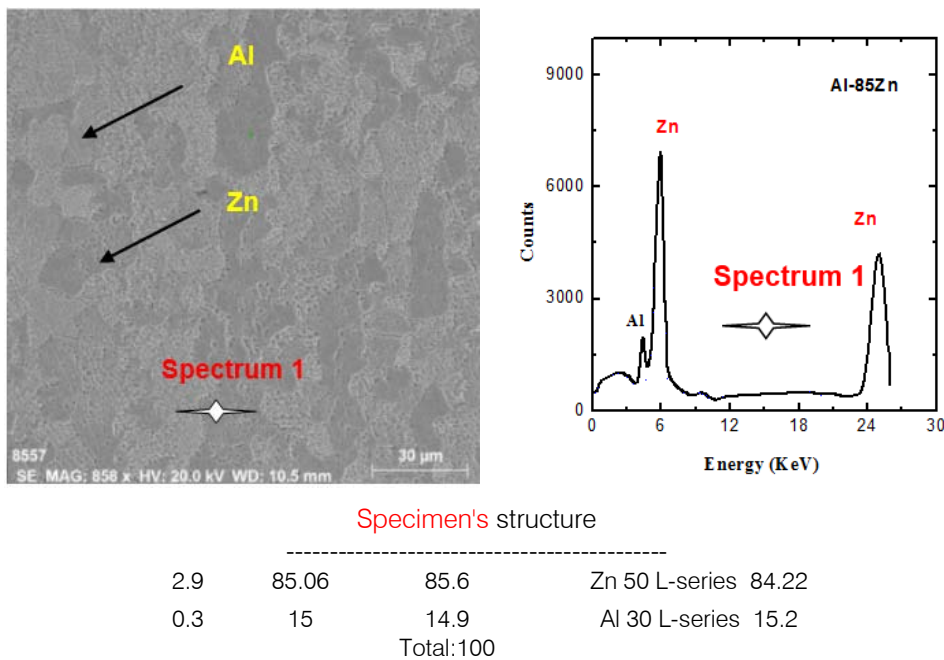 Al
Zn
Spectrum 1
8557
SE MAG: 858 x HV: 20.0 kV WD: 10.5 mm
30 µm
9000
6000
3000
0
Counts
Al-85Zn
Zn
Zn
Al
Spectrum 1
0 6 12 18 24 30
Energy (KeV)
Specimen's structure
--------------------------------------------
2.9 85.06 85.6 Zn 50 L-series 84.22
0.3 15 14.9 Al 30 L-series 15.2
Total:100